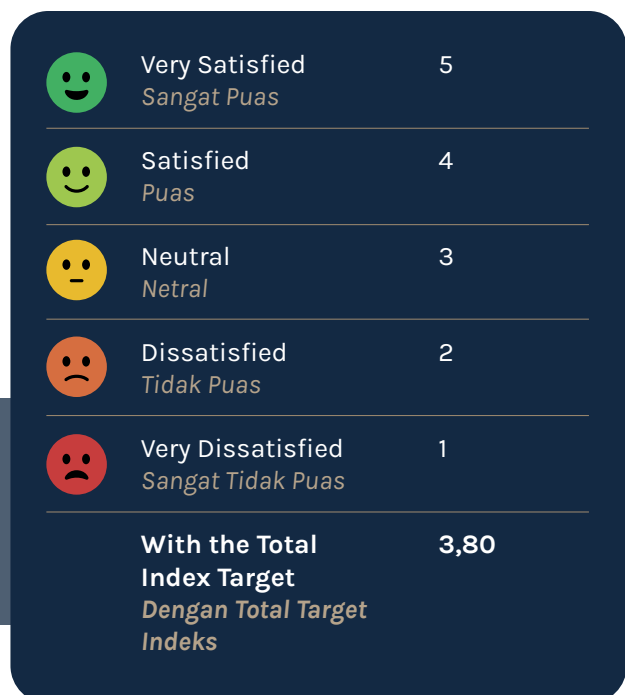 Very Satisfied 5
Sangat Puas
Satisfied 4
Puas
Neutral 3
Netral
Dissatisfied 2
Tidak Puas
Very Dissatisfied 1
Sangat Tidak Puas
With the Total 3,80
Index Target
Dengan Total Target
Indeks